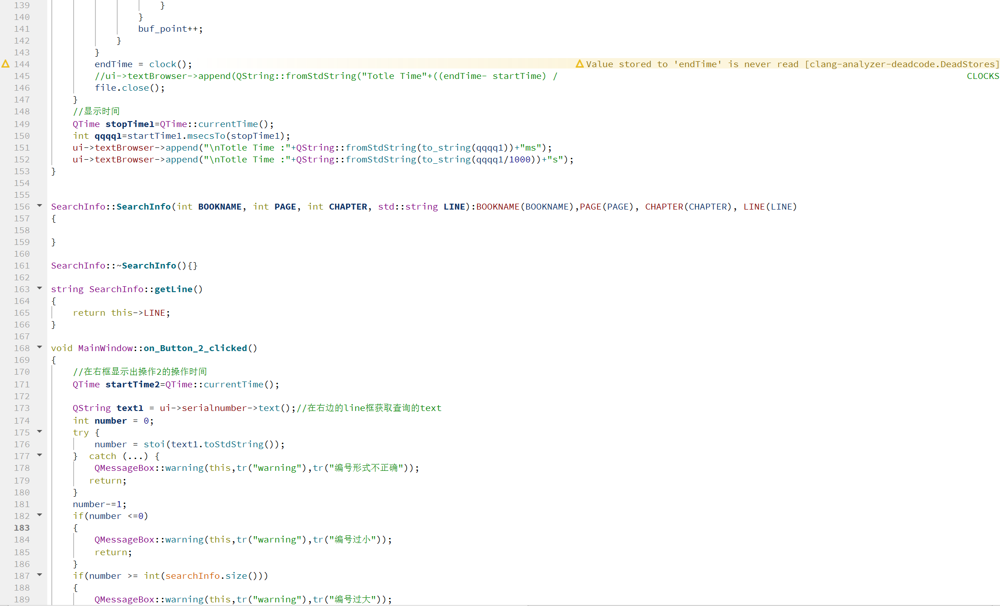 139                     }
140                 }
141                 buf_point++;
142             }
143         }
144         endTime = clock();    Value stored to 'endTime' is never read [clang-analyzer-deadcode.DeadStores]
145         //ui->textBrowser->append(QString::fromStdString("Totle Time"+((endTime- startTime) /    CLOCKS
146         file.close();
147     }
148     //显示时间
149     QTime stopTime1=QTime::currentTime();
150     int qqqq1=startTime1.msecsTo(stopTime1);
151     ui->textBrowser->append("\nTotle Time :"+QString::fromStdString(to_string(qqqq1))+"ms");
152     ui->textBrowser->append("\nTotle Time :"+QString::fromStdString(to_string(qqqq1/1000))+"s");
153 }
154
155
156 SearchInfo::SearchInfo(int BOOKNAME, int PAGE, int CHAPTER, std::string LINE):BOOKNAME(BOOKNAME),PAGE(PAGE), CHAPTER(CHAPTER), LINE(LINE)
157 {
158
159 }
160
161 SearchInfo::~SearchInfo(){}
162
163 string SearchInfo::getLine()
164 {
165     return this->LINE;
166 }
167
168 void MainWindow::on_Button_2_clicked()
169 {
170     //在右框显示出操作2的操作时间
171     QTime startTime2=QTime::currentTime();
172
173     QString text1 = ui->serialnumber->text();//在右边的line框获取查询的text
174     int number = 0;
175     try {
176         number = stoi(text1.toStdString());
177     }  catch (...) {
178         QMessageBox::warning(this,tr("warning"),tr("编号形式不正确"));
179        return;
180     }
181     number-=1;
182     if(number <=0)
183     {
184         QMessageBox::warning(this,tr("warning"),tr("编号过小"));
185         return;
186     }
187     if(number >= int(searchInfo.size()))
188     {
189         QMessageBox::warning(this,tr("warning"),tr("编号过大"));